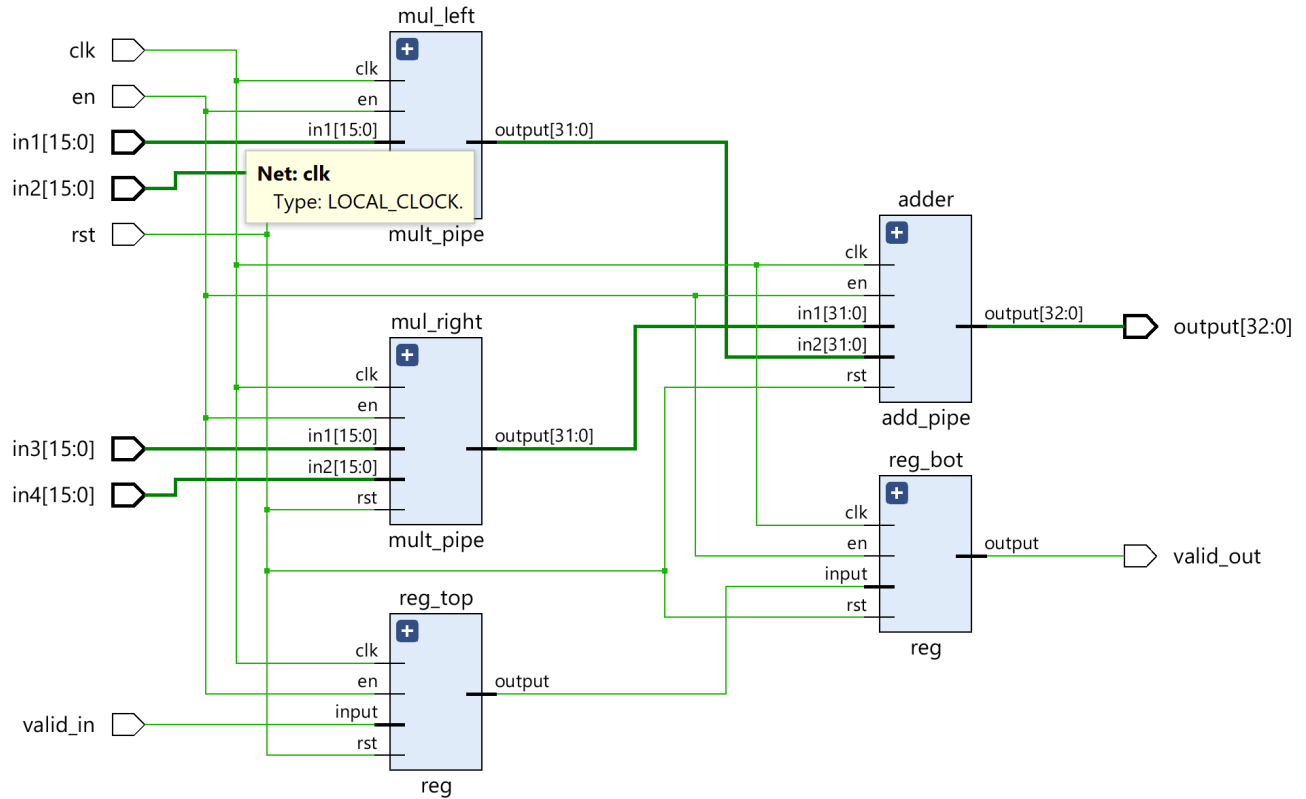 mul_left
clk
clk
en
en
in1[15:0]
in1[15:0]
output[31:0]
in2[15:0]
Net: clk
Type: LOCAL_CLOCK.
rst
mult_pipe
adder
clk
en
in1[31:0]
output[32:0]
output[32:0]
in2[31:0]
rst
add_pipe
mul_right
clk
en
in3[15:0]
in1[15:0]
output[31:0]
in4[15:0]
in2[15:0]
rst
mult_pipe
reg_bot
clk
en
output
valid_out
input
rst
reg
reg_top
clk
en
output
valid_in
input
rst
reg